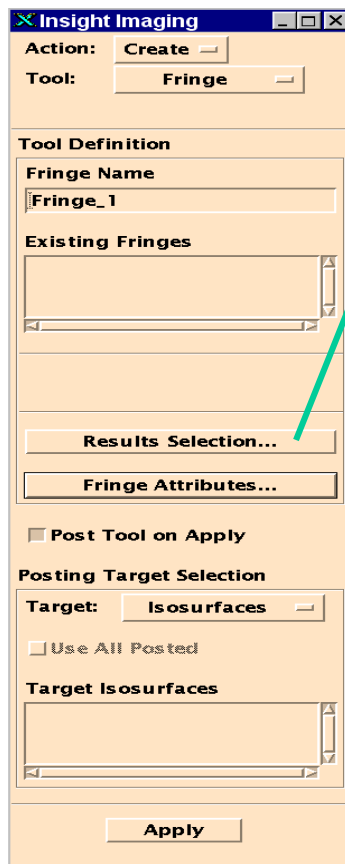 Insight Imaging
Action: Create
Tool: Fringe
Tool Definition
Fringe Name
Fringe_1
Existing Fringes
Results Selection...
Fringe Attributes...
Post Tool on Apply
Posting Target Selection
Target: Isosurfaces
Use All Posted
Target Isosurfaces
Apply